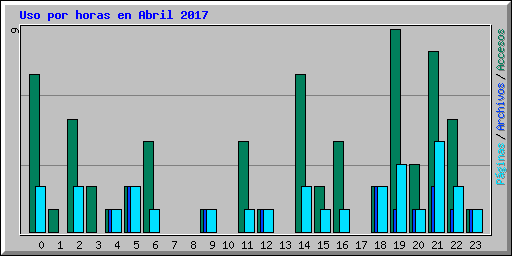 Uso por horas en Abril 2017
9
Páginas / Archivos / Accesos
0 1 2 3 4 5 6 7 8 9 10 11 12 13 14 15 16 17 18 19 20 21 22 23